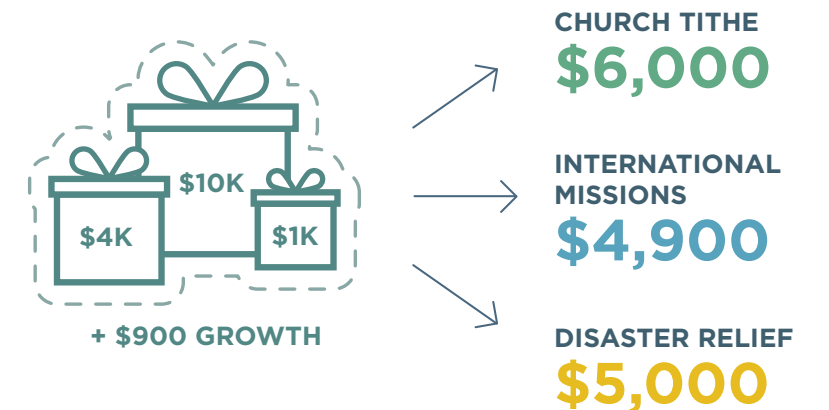 $10K
$4K
$1K
+ $900 GROWTH
CHURCH TITHE
$6,000
INTERNATIONAL
MISSIONS
$4,900
DISASTER RELIEF
$5,000